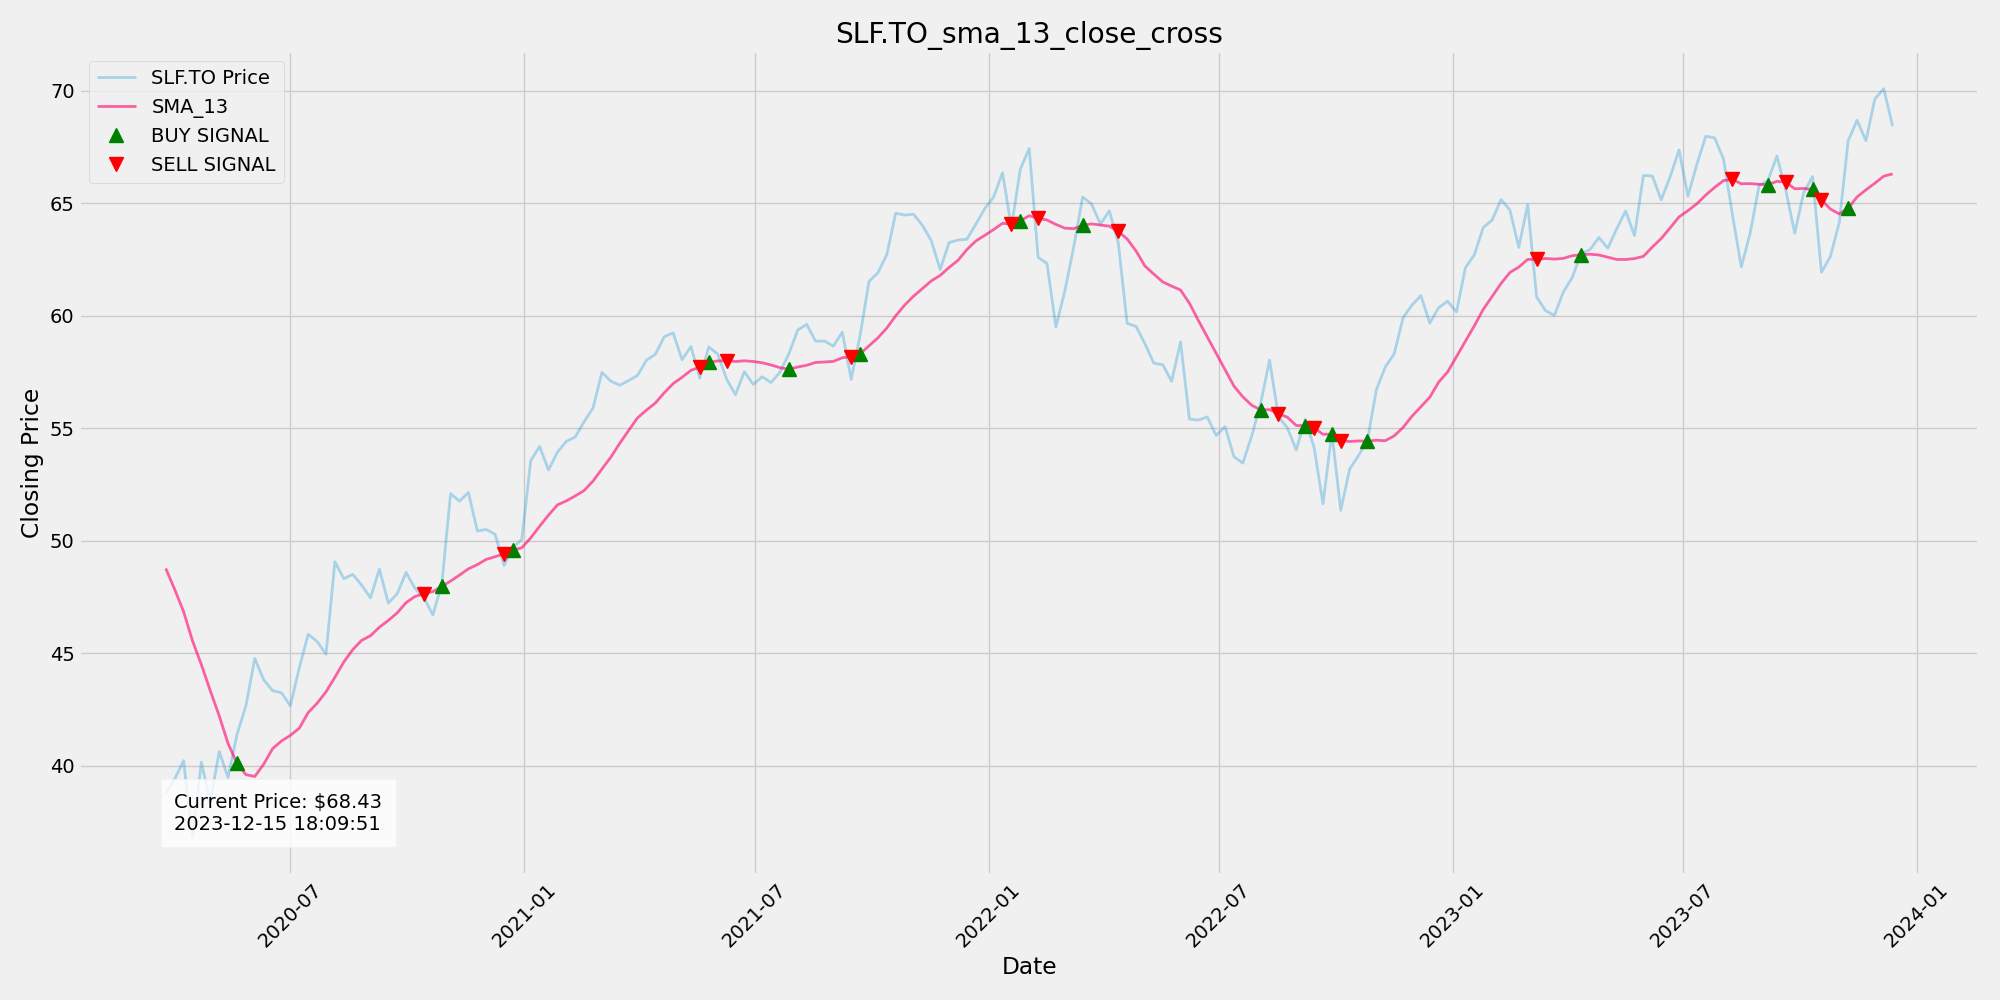 SLF.TO_sma_13_close_cross
SLF.TO Price
SMA_13
BUY SIGNAL
SELL SIGNAL
70
65
60
55
50
45
40
Closing Price
Current Price: $68.43
2023-12-15 18:09:51
2020-07
2021-01
2021-07
2022-01
2022-07
2023-01
2023-07
2024-01
Date